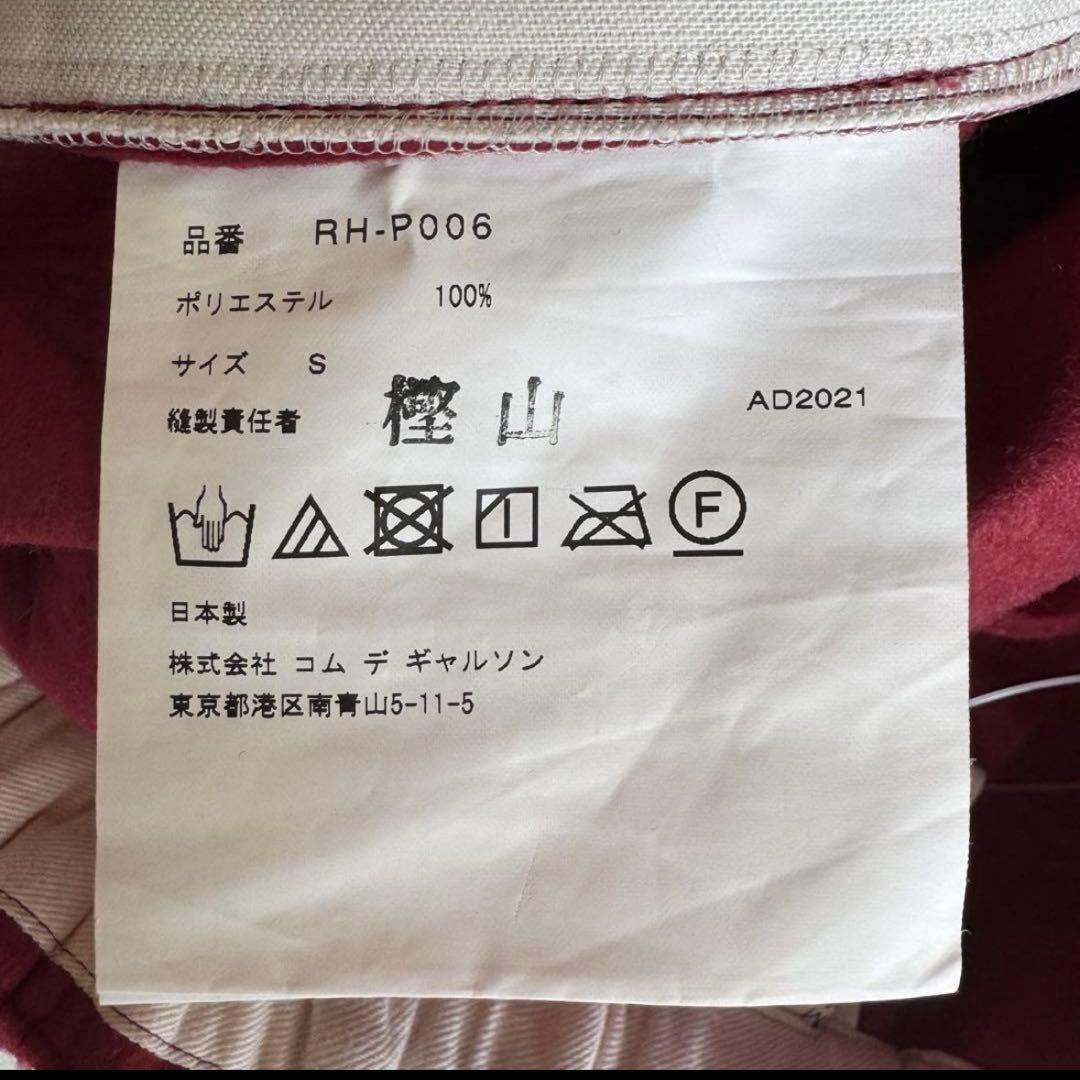 品番 RH-P006
ポリエステル 100%
サイズ S
縫製責任者 樫山
AD2021
F
日本製
株式会社 コム デ ギャルソン
東京都港区南青山5-11-5